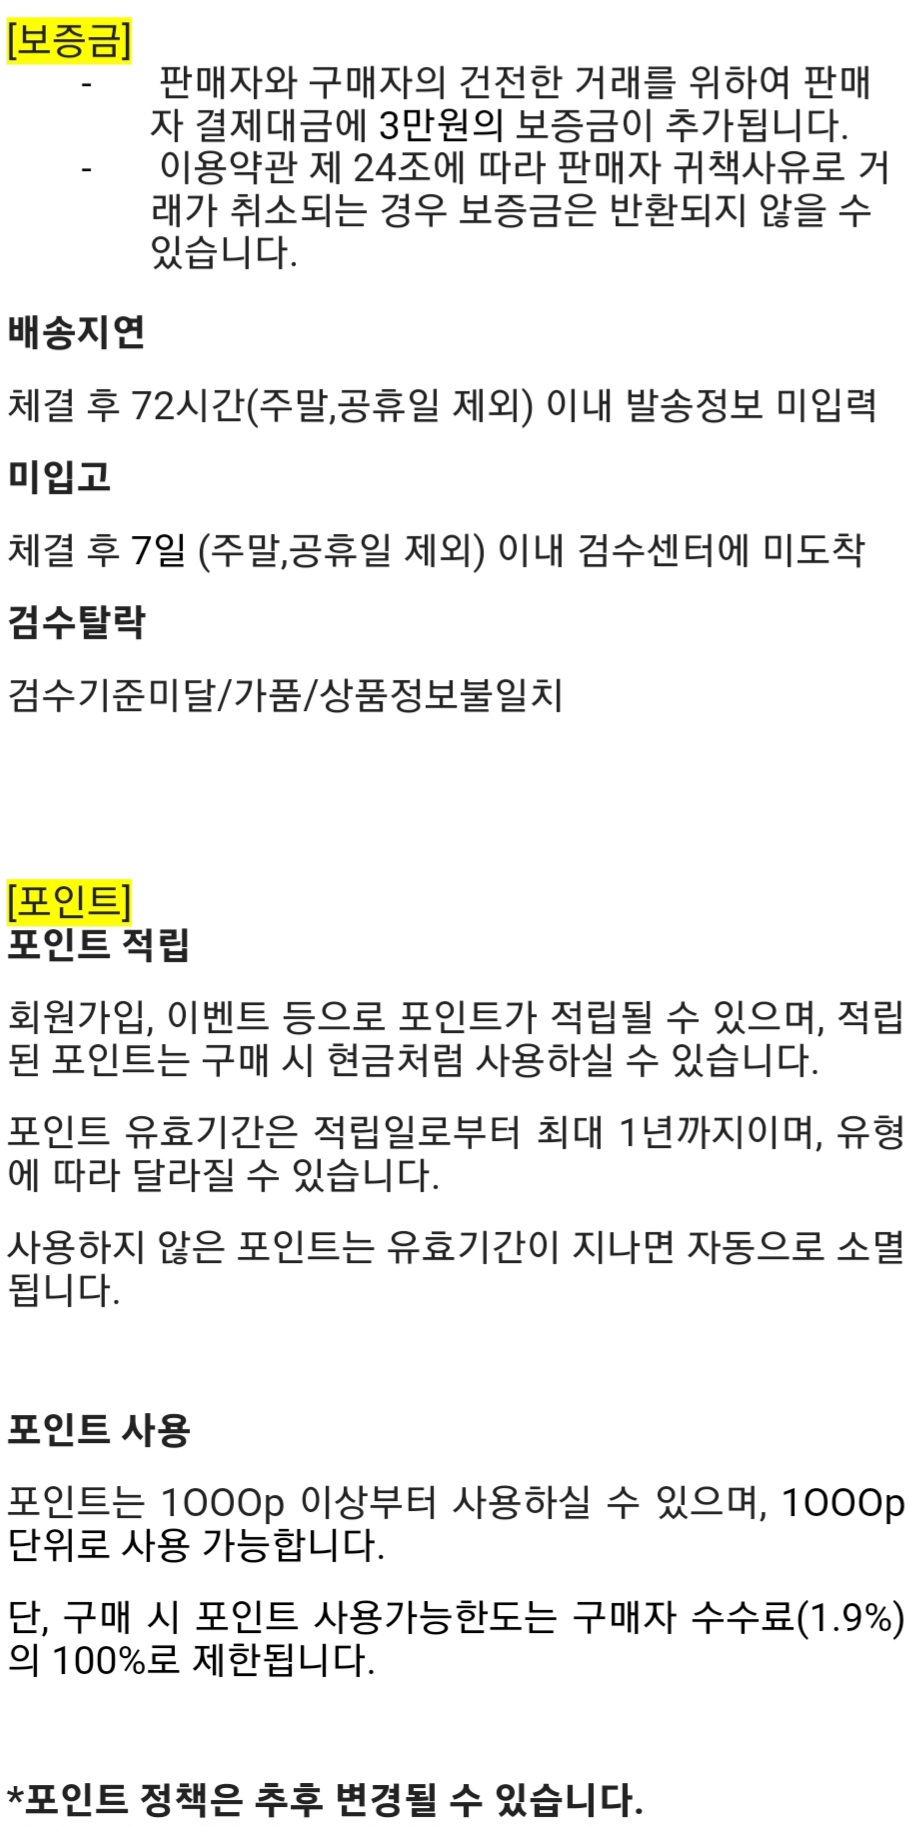 [보증금]
- 판매자와 구매자의 건전한 거래를 위하여 판매
자 결제대금에 3만원의 보증금이 추가됩니다.
- 이용약관 제 24조에 따라 판매자 귀책사유로 거
래가 취소되는 경우 보증금은 반환되지 않을 수
있습니다.
배송지연
체결 후 72시간(주말,공휴일 제외) 이내 발송정보 미입력
미입고
체결 후 7일 (주말,공휴일 제외) 이내 검수센터에 미도착
검수탈락
검수기준미달/가품/상품정보불일치
[포인트]
포인트 적립
회원가입, 이벤트 등으로 포인트가 적립될 수 있으며, 적립
된 포인트는 구매 시 현금처럼 사용하실 수 있습니다.
포인트 유효기간은 적립일로부터 최대 1년까지이며, 유형
에 따라 달라질 수 있습니다.
사용하지 않은 포인트는 유효기간이 지나면 자동으로 소멸
됩니다.
포인트 사용
포인트는 1OOOp 이상부터 사용하실 수 있으며, 1OOOp
단위로 사용 가능합니다.
단, 구매 시 포인트 사용가능한도는 구매자 수수료(1.9%)
의 100%로 제한됩니다.
*포인트 정책은 추후 변경될 수 있습니다.